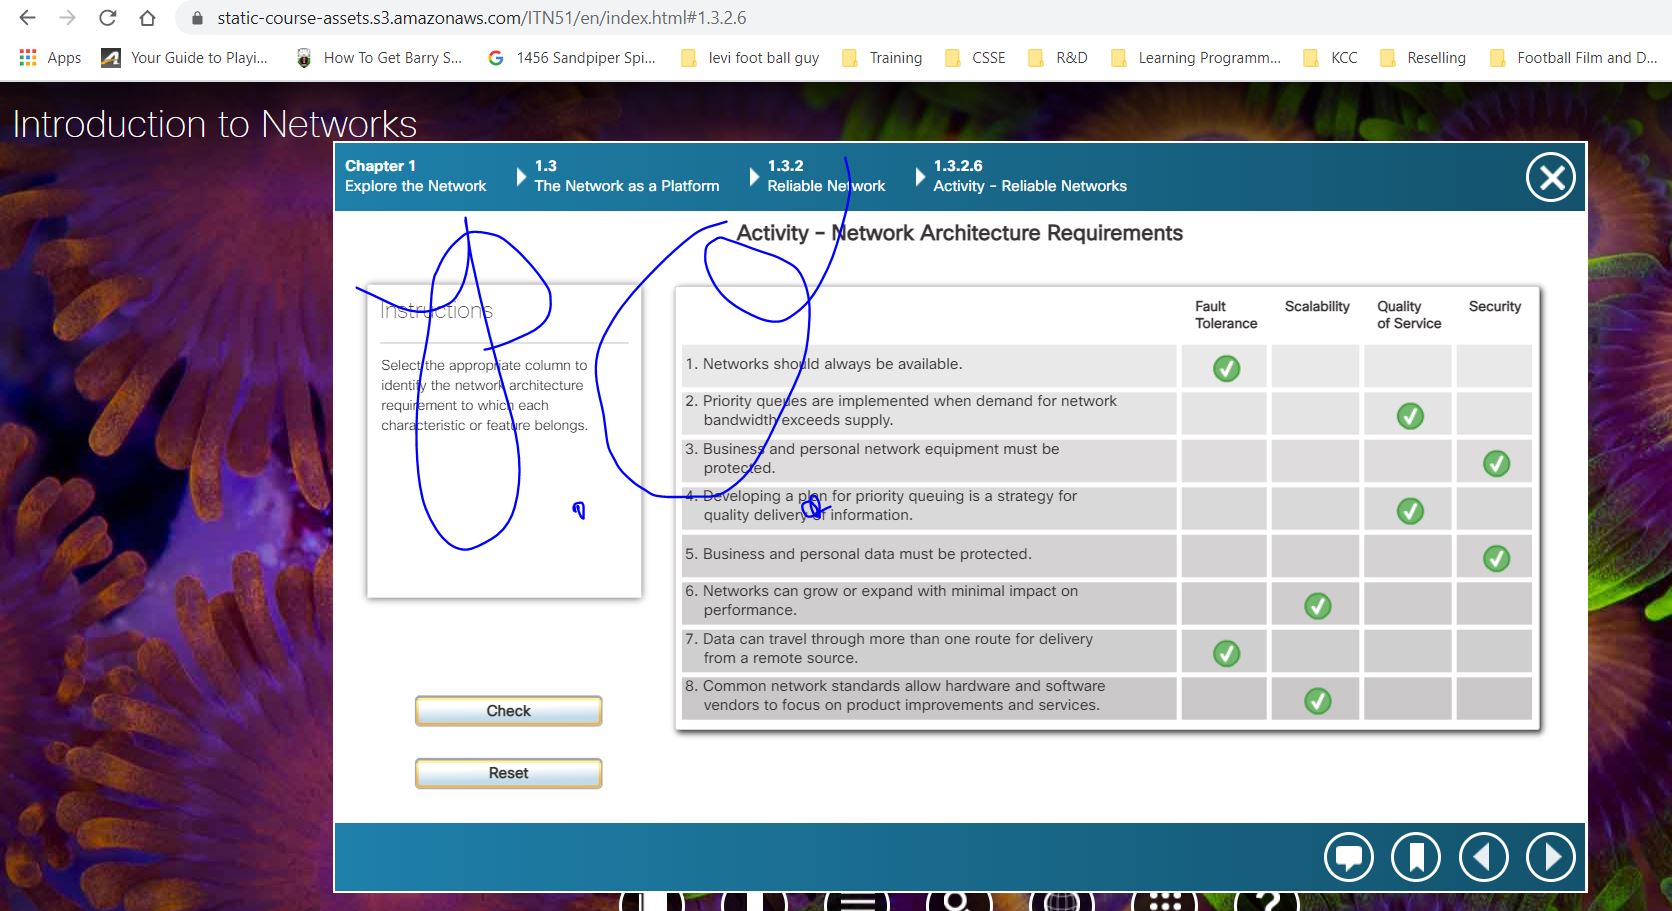 static-course-assets.s3.amazonaws.com/ITN51/en/index.html#1.3.2.6
Apps Your Guide to Playi... How To Get Barry S... 1456 Sandpiper Spi... levi foot ball guy Training CSSE R&D Learning Programm... KCC Reselling Football Film and D...
Introduction to Networks
Chapter 1 1.3 1.3.2 1.3.2.6
Explore the Network The Network as a Platform Reliable Network Activity - Reliable Networks
Activity - Network Architecture Requirements
Instructions
Select the appropriate column to
identify the network architecture
requirement to which each
characteristic or feature belongs.
Check
Reset
Fault Scalability Quality Security
Tolerance of Service
1. Networks should always be available.
2. Priority queues are implemented when demand for network
bandwidth exceeds supply.
3. Business and personal network equipment must be
protected.
4. Developing a plan for priority queuing is a strategy for
quality delivery of information.
5. Business and personal data must be protected.
6. Networks can grow or expand with minimal impact on
performance.
7. Data can travel through more than one route for delivery
from a remote source.
8. Common network standards allow hardware and software
vendors to focus on product improvements and services.